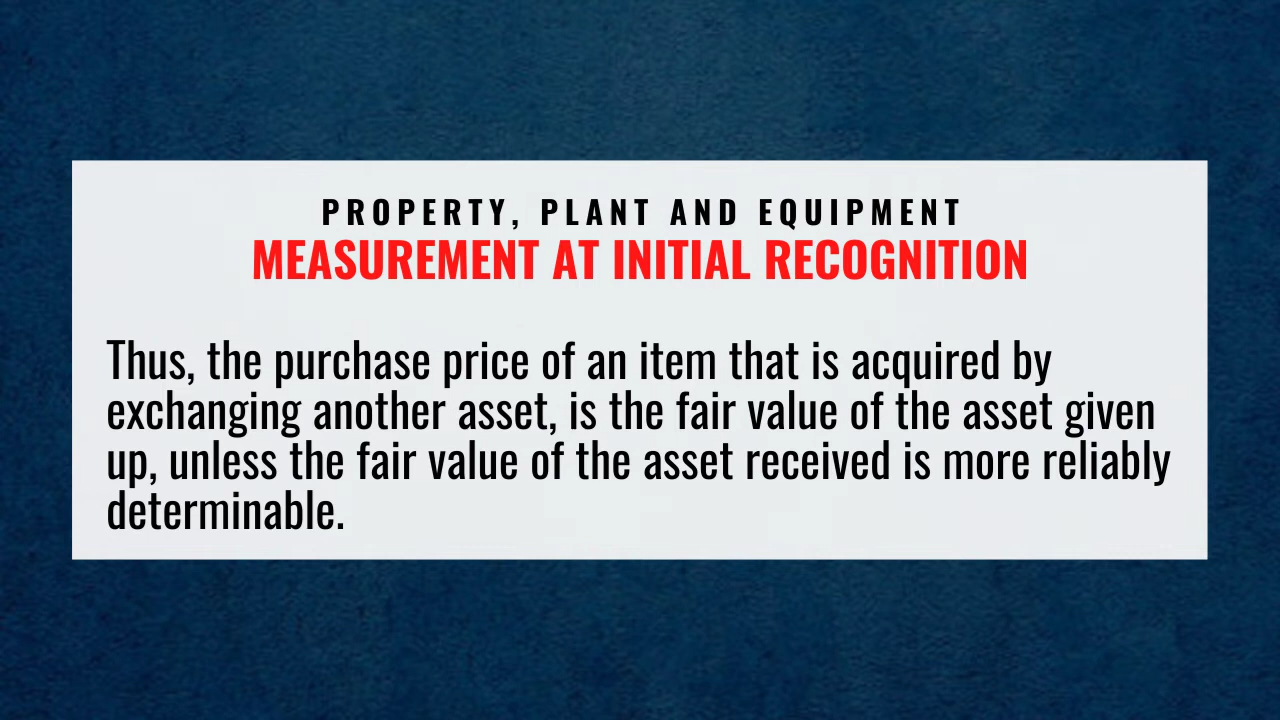 PROPERTY, PLANT AND EQUIPMENT
MEASUREMENT AT INITIAL RECOGNITION
Thus, the purchase price of an item that is acquired by
exchanging another asset, is the fair value of the asset given
up, unless the fair value of the asset received is more reliably
determinable.